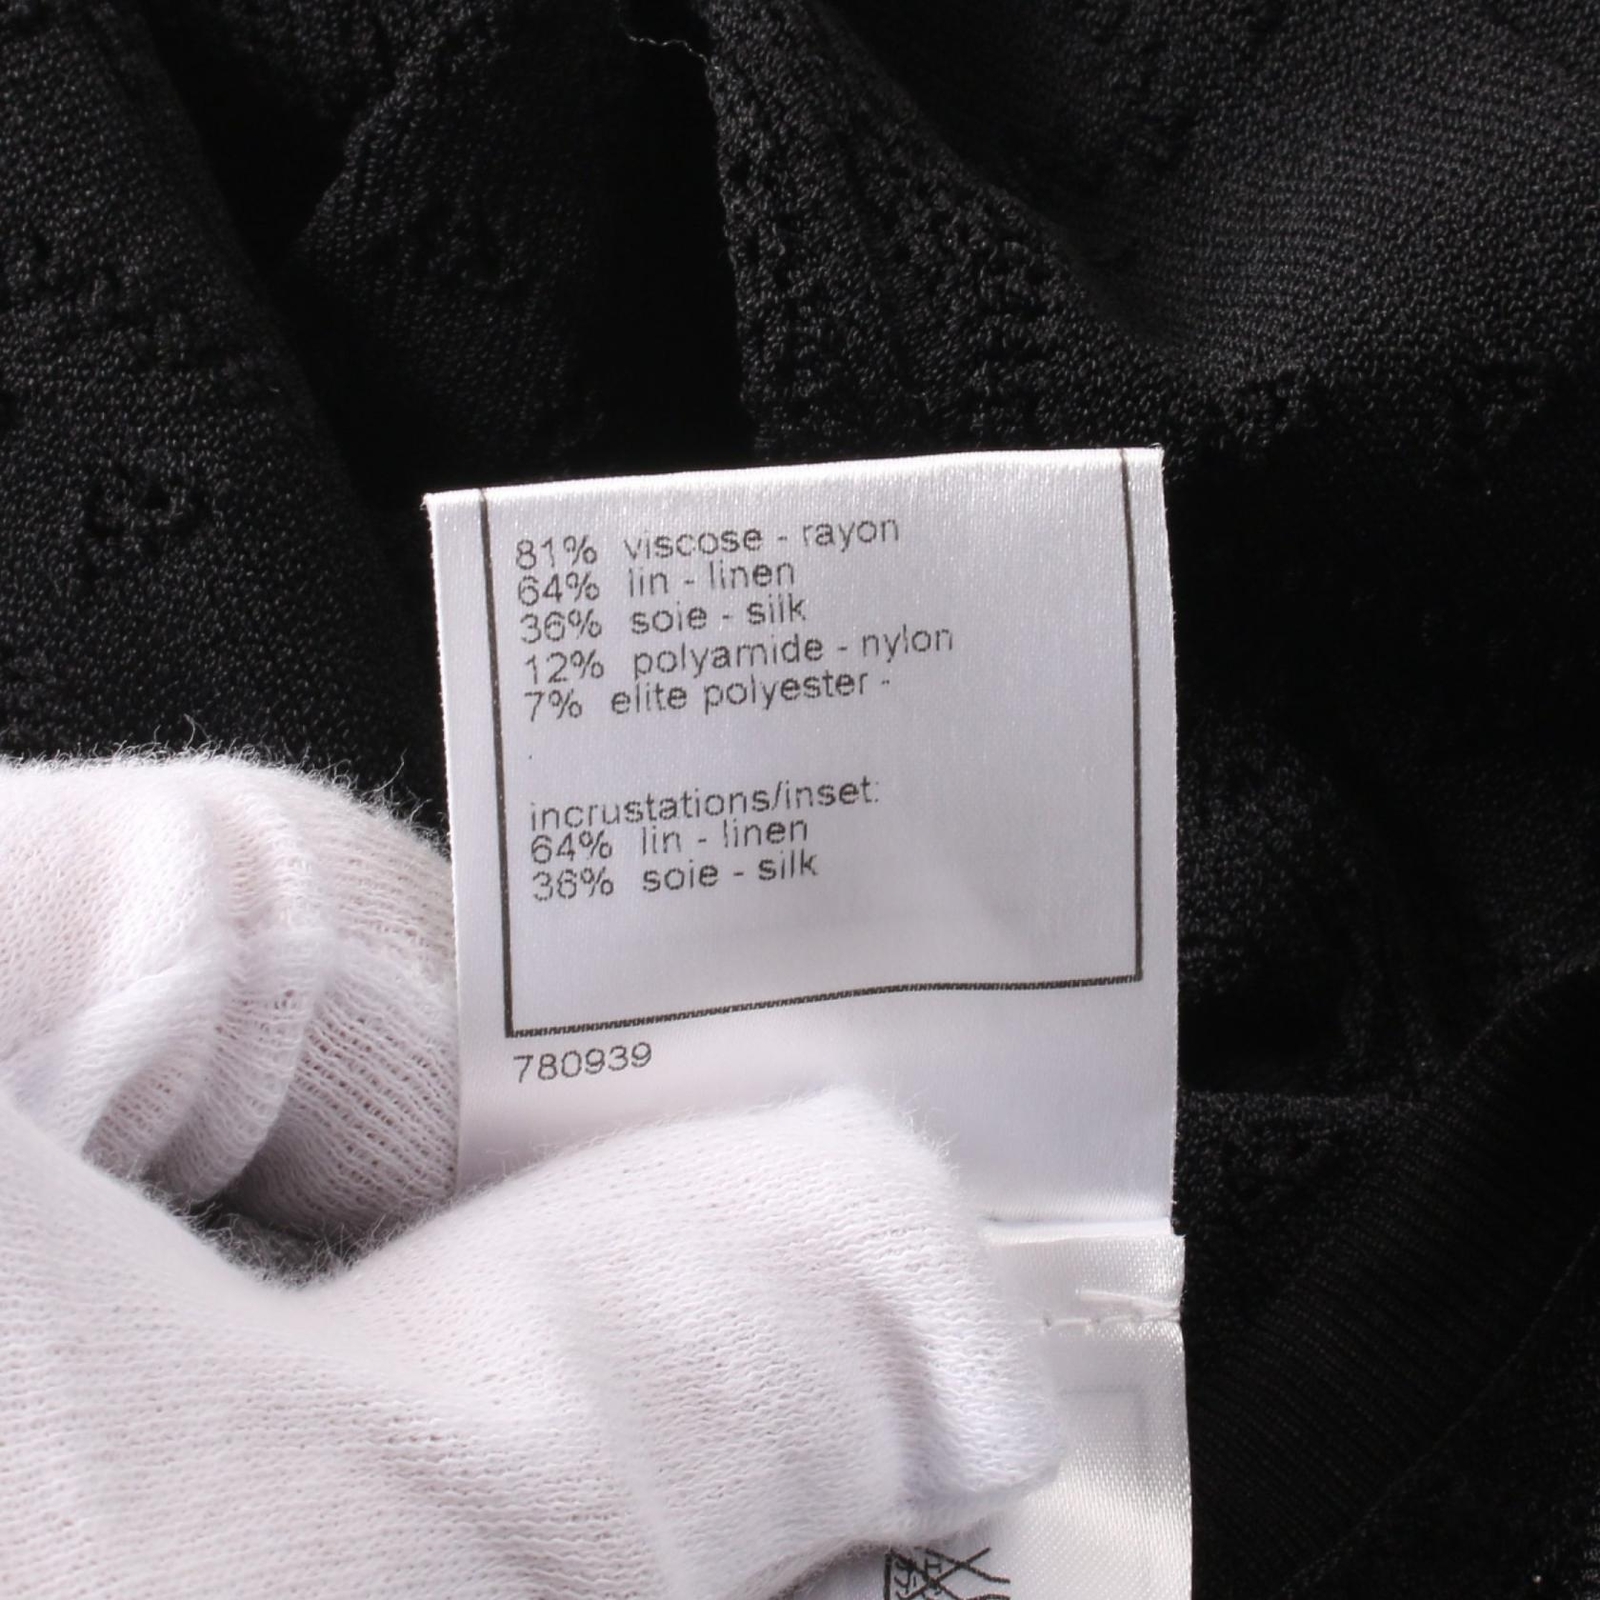 81% viscose - rayon
64% lin - linen
36% soie - silk
12% polyamide - nylon
7% elite polyester -
incrustations/inset:
64% lin - linen
36% soie - silk
780939